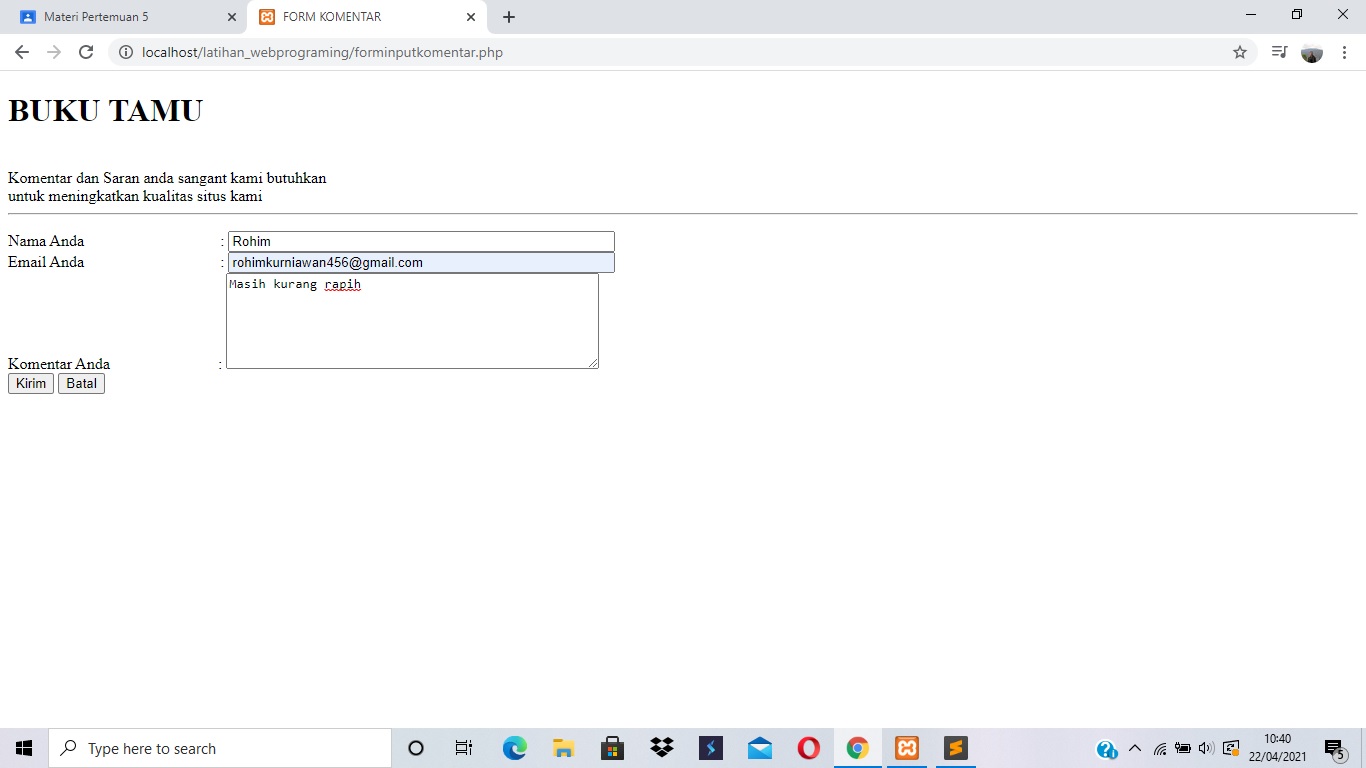 Materi Pertemuan 5
FORM KOMENTAR
localhost/latihan_webprograming/forminputkomentar.php
BUKU TAMU
Komentar dan Saran anda sangant kami butuhkan
untuk meningkatkan kualitas situs kami
Nama Anda : Rohim
Email Anda : rohimkurniawan456@gmail.com
Masih kurang rapih
Komentar Anda :
Kirim Batal
Type here to search
10:40
22/04/2021
5